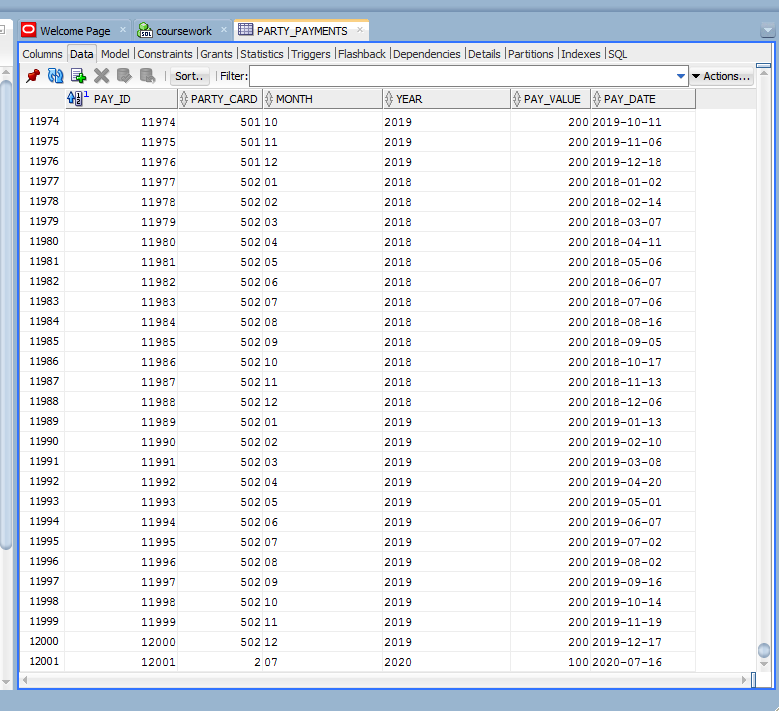 Welcome Page coursework PARTY_PAYMENTS
Columns Data Model Constraints Grants Statistics Triggers Flashback Dependencies Details Partitions Indexes SQL
Sort.. Filter: Actions...
PAY_ID PARTY_CARD MONTH YEAR PAY_VALUE PAY_DATE
11974 11974 501 10 2019 200 2019-10-11
11975 11975 501 11 2019 200 2019-11-06
11976 11976 501 12 2019 200 2019-12-18
11977 11977 502 01 2018 200 2018-01-02
11978 11978 502 02 2018 200 2018-02-14
11979 11979 502 03 2018 200 2018-03-07
11980 11980 502 04 2018 200 2018-04-11
11981 11981 502 05 2018 200 2018-05-06
11982 11982 502 06 2018 200 2018-06-07
11983 11983 502 07 2018 200 2018-07-06
11984 11984 502 08 2018 200 2018-08-16
11985 11985 502 09 2018 200 2018-09-05
11986 11986 502 10 2018 200 2018-10-17
11987 11987 502 11 2018 200 2018-11-13
11988 11988 502 12 2018 200 2018-12-06
11989 11989 502 01 2019 200 2019-01-13
11990 11990 502 02 2019 200 2019-02-10
11991 11991 502 03 2019 200 2019-03-08
11992 11992 502 04 2019 200 2019-04-20
11993 11993 502 05 2019 200 2019-05-01
11994 11994 502 06 2019 200 2019-06-07
11995 11995 502 07 2019 200 2019-07-02
11996 11996 502 08 2019 200 2019-08-02
11997 11997 502 09 2019 200 2019-09-16
11998 11998 502 10 2019 200 2019-10-14
11999 11999 502 11 2019 200 2019-11-19
12000 12000 502 12 2019 200 2019-12-17
12001 12001 2 07 2020 100 2020-07-16